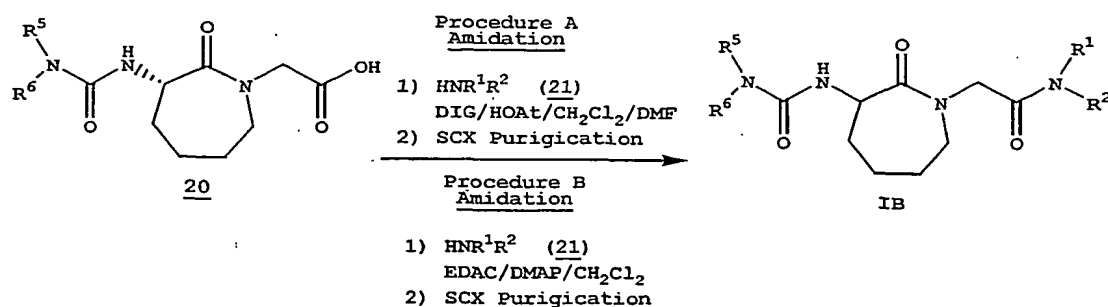 Procedure A
Amidation
1) HNR¹R² (21)
DIG/HOAt/CH₂Cl₂/DMF
2) SCX Purigication
Procedure B
Amidation
1) HNR¹R² (21)
EDAC/DMAP/CH₂Cl₂
2) SCX Purigication
R⁵
R⁶
N
O
H
N
O
N
OH
O
20
R⁵
R⁶
N
O
H
N
O
N
O
N
R¹
R²
IB